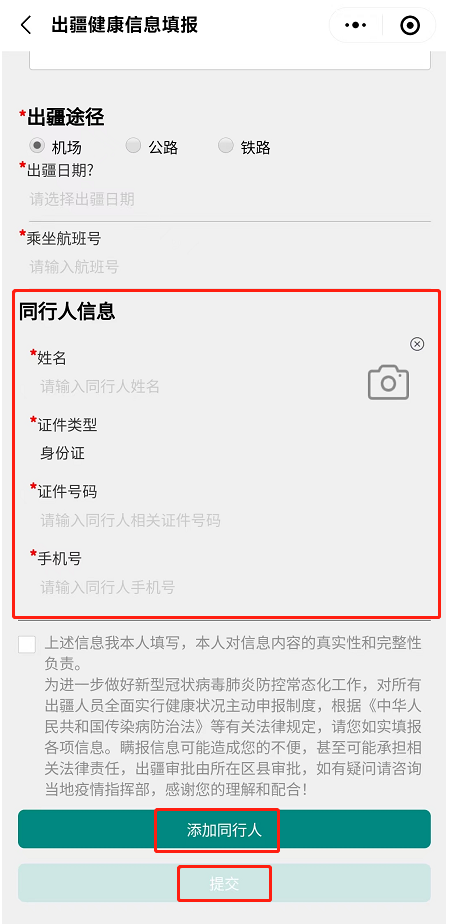 出疆健康信息填报
*出疆途径
机场 公路 铁路
*出疆日期?
请选择出疆日期
*乘坐航班号
请输入航班号
同行人信息
*姓名
请输入同行人姓名
*证件类型
身份证
*证件号码
请输入同行人相关证件号码
*手机号
请输入同行人手机号
上述信息我本人填写，本人对信息内容的真实性和完整性
负责。
为进一步做好新型冠状病毒肺炎防控常态化工作，对所有
出疆人员全面实行健康状况主动申报制度，根据《中华人
民共和国传染病防治法》等有关法律规定，请您如实填报
各项信息。瞒报信息可能造成您的不便，甚至可能承担相
关法律责任，出疆审批由所在区县审批，如有疑问请咨询
当地疫情指挥部，感谢您的理解和配合！
添加同行人
提交